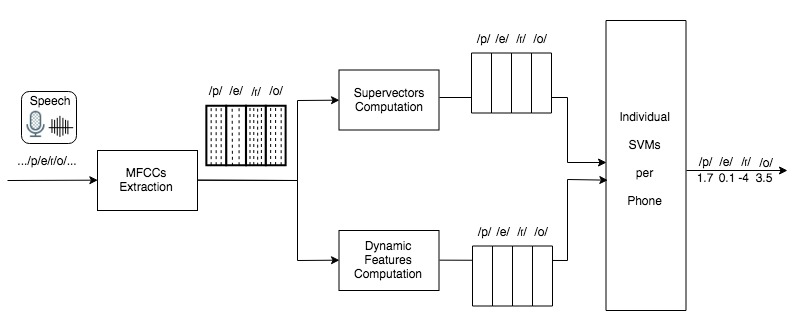 Speech
.../p/e/r/o/...
MFCCs
Extraction
/p/ /e/ /r/ /o/
Supervectors
Computation
/p/ /e/ /r/ /o/
Dynamic
Features
Computation
/p/ /e/ /r/ /o/
Individual
SVMs
per
Phone
/p/ /e/ /r/ /o/
1.7 0.1 -4 3.5